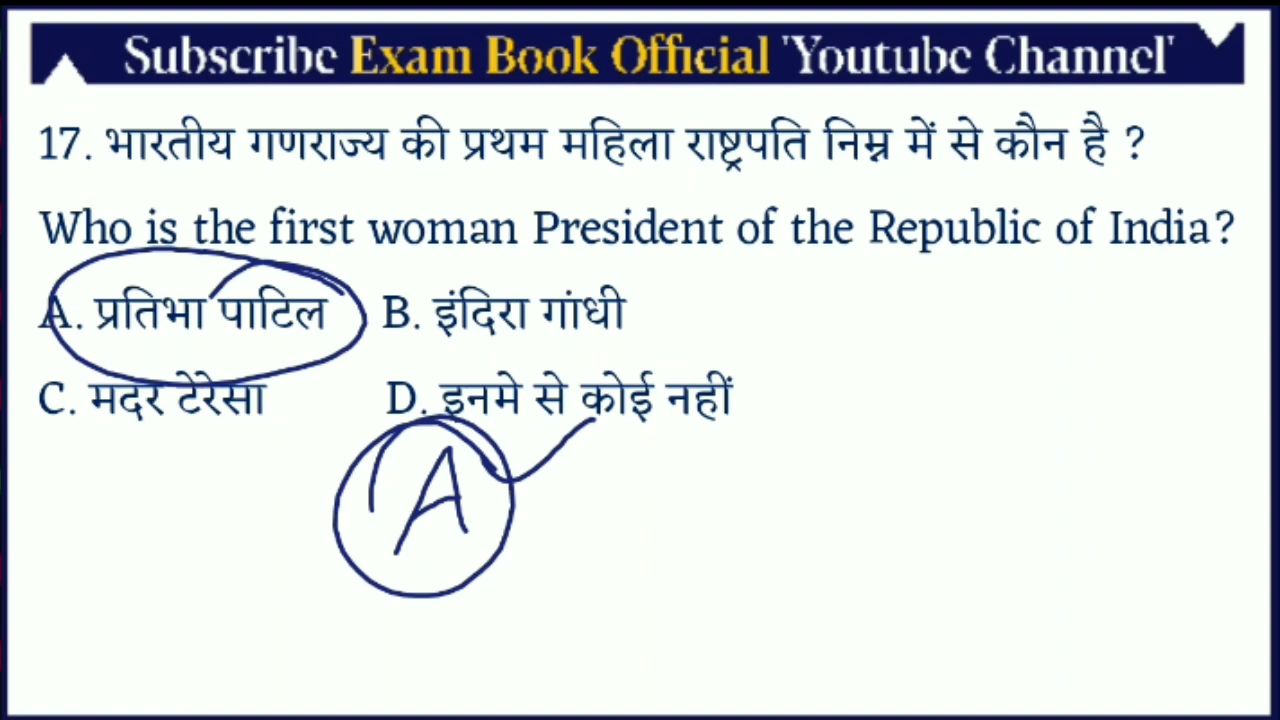 Subscribe Exam Book Official 'Youtube Channel'
17. भारतीय गणराज्य की प्रथम महिला राष्ट्रपति निम्न में से कौन है ?
Who is the first woman President of the Republic of India?
A. प्रतिभा पाटिल B. इंदिरा गांधी
C. मदर टेरेसा D. इनमे से कोई नहीं
A